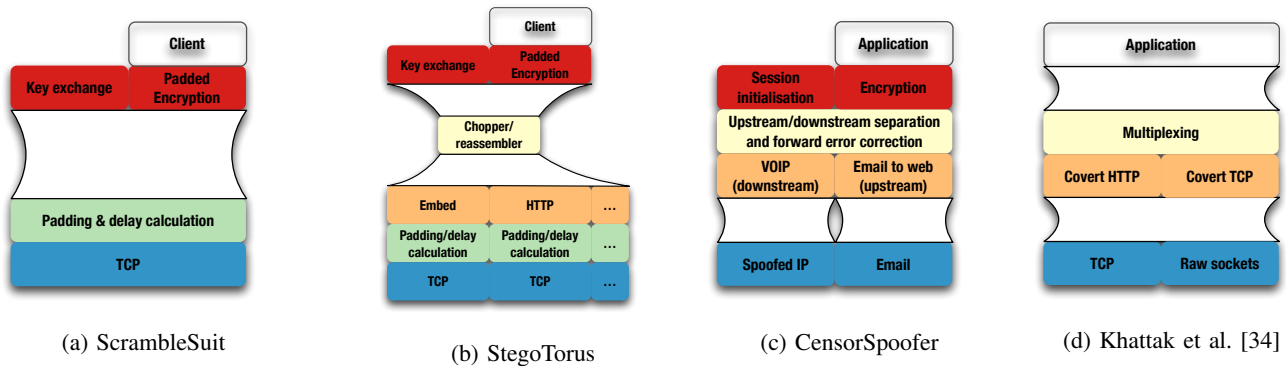 Client
Key exchange
Padded
Encryption
Padding & delay calculation
TCP
(a) ScrambleSuit
Client
Key exchange
Padded
Encryption
Chopper/
reassembler
Embed
HTTP
...
Padding/delay
calculation
Padding/delay
calculation
...
TCP
TCP
...
(b) StegoTorus
Application
Session
initialisation
Encryption
Upstream/downstream separation
and forward error correction
VOIP
(downstream)
Email to web
(upstream)
Spoofed IP
Email
(c) CensorSpoofer
Application
Multiplexing
Covert HTTP
Covert TCP
TCP
Raw sockets
(d) Khattak et al. [34]